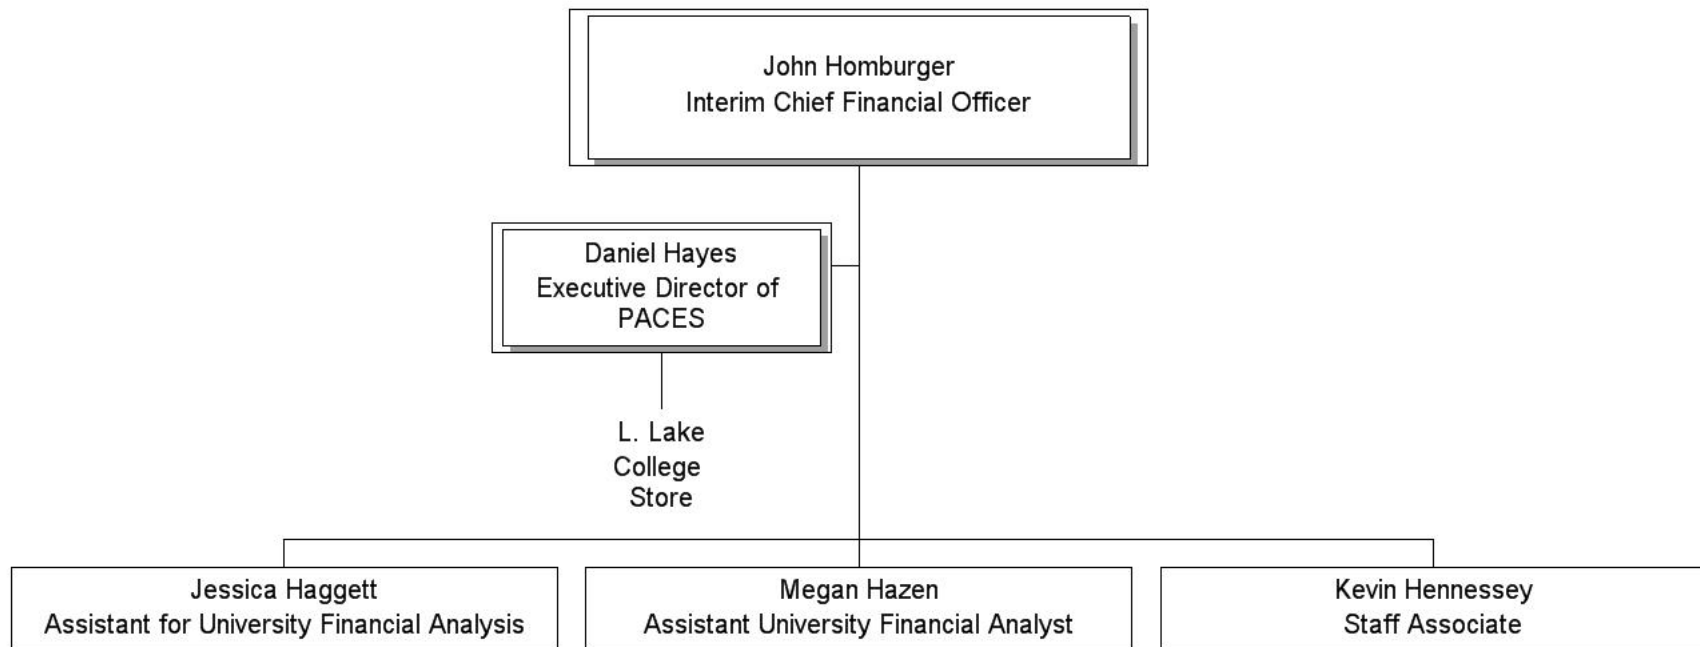 John Homburger
Interim Chief Financial Officer
Daniel Hayes
Executive Director of
PACES
L. Lake
College
Store
Jessica Haggett
Assistant for University Financial Analysis
Megan Hazen
Assistant University Financial Analyst
Kevin Hennessey
Staff Associate